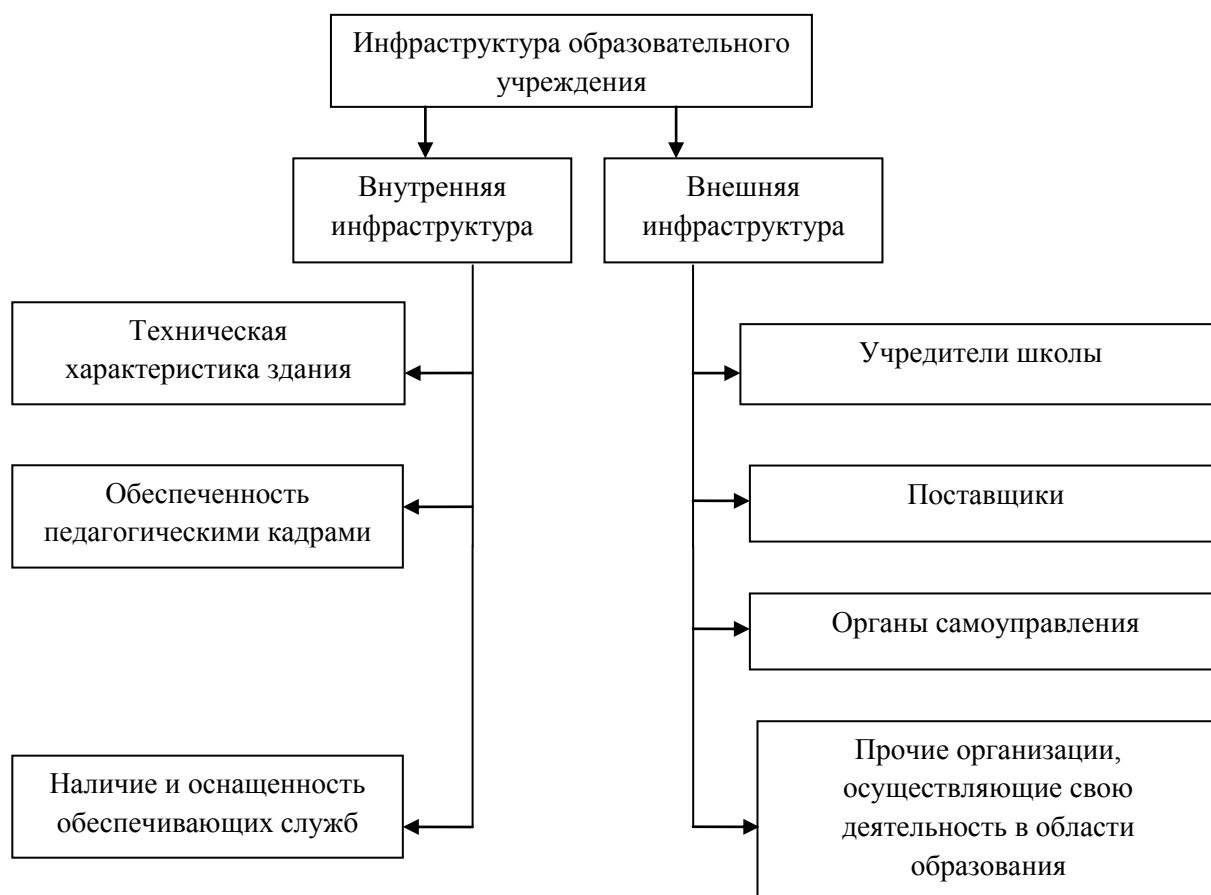 Инфраструктура образовательного
учреждения
Внутренняя
инфраструктура
Внешняя
инфраструктура
Техническая
характеристика здания
Обеспеченность
педагогическими кадрами
Наличие и оснащенность
обеспечивающих служб
Учредители школы
Поставщики
Органы самоуправления
Прочие организации,
осуществляющие свою
деятельность в области
образования